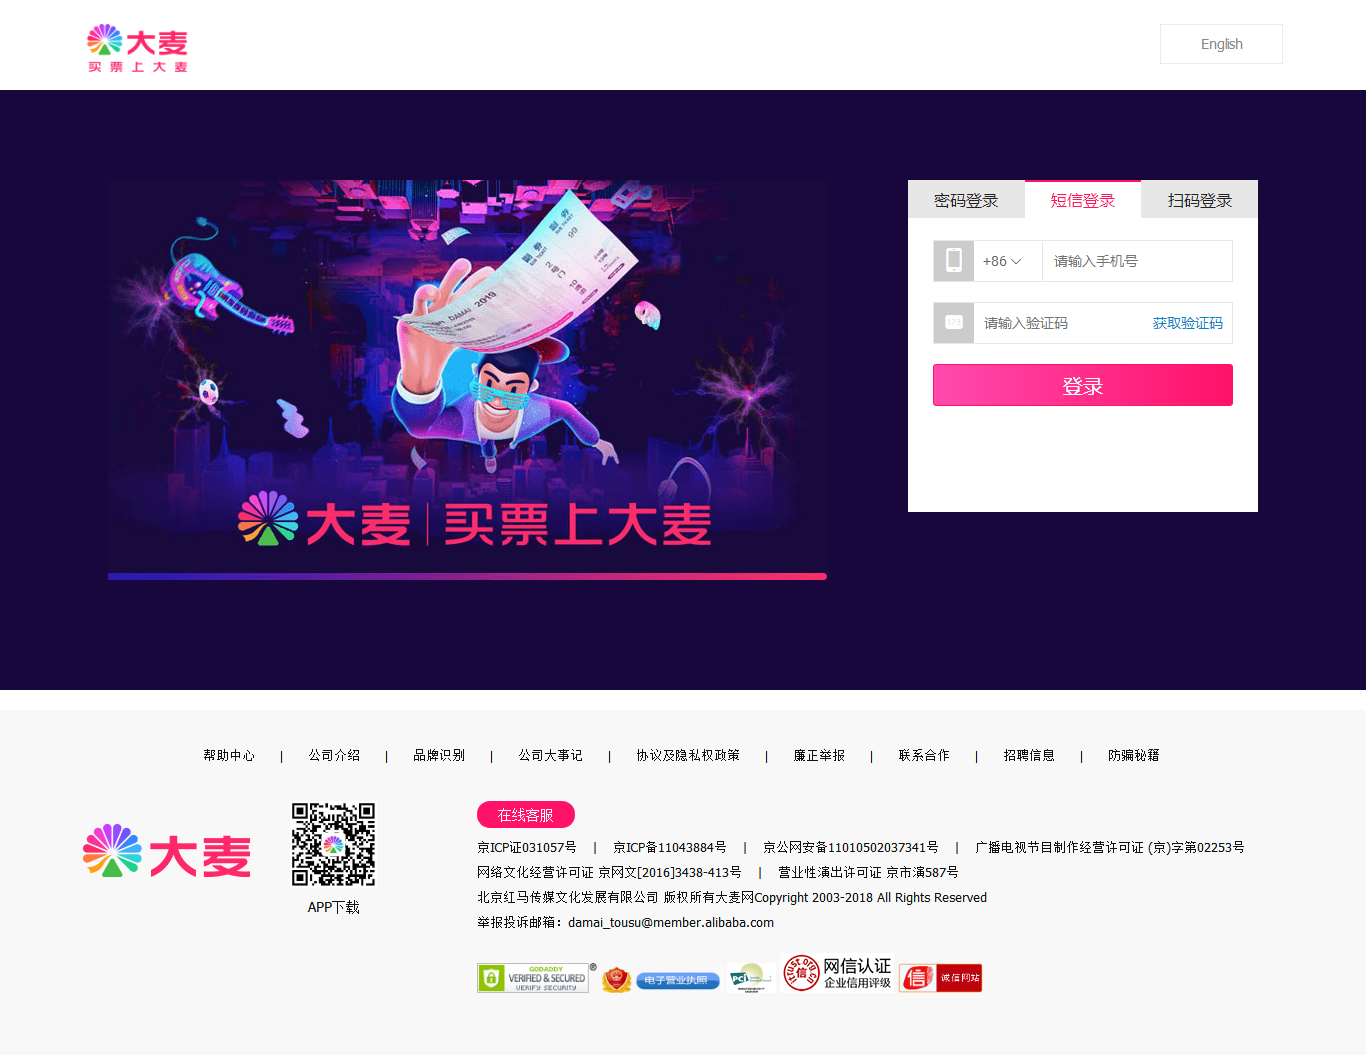 大麦
买票上大麦
English
密码登录
短信登录
扫码登录
+86
请输入手机号
请输入验证码
获取验证码
登录
副券
副券
DAMAI 2019
大麦 | 买票上大麦
帮助中心 | 公司介绍 | 品牌识别 | 公司大事记 | 协议及隐私权政策 | 廉正举报 | 联系合作 | 招聘信息 | 防骗秘籍
大麦
APP下载
在线客服
京ICP证031057号 | 京ICP备11043884号 | 京公网安备11010502037341号 | 广播电视节目制作经营许可证 (京)字第02253号
网络文化经营许可证 京网文[2016]3438-413号 | 营业性演出许可证 京市演587号
北京红马传媒文化发展有限公司 版权所有大麦网Copyright 2003-2018 All Rights Reserved
举报投诉邮箱：damai_tousu@member.alibaba.com
GODADDY
VERIFIED & SECURED
VERIFY SECURITY
电子营业执照
PCI
网信认证
企业信用评级
信
诚信网站